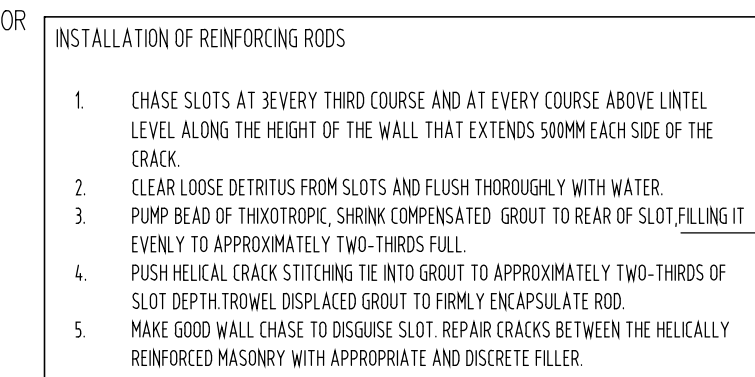 OR
INSTALLATION OF REINFORCING RODS
1. CHASE SLOTS AT 3EVERY THIRD COURSE AND AT EVERY COURSE ABOVE LINTEL
LEVEL ALONG THE HEIGHT OF THE WALL THAT EXTENDS 500MM EACH SIDE OF THE
CRACK.
2. CLEAR LOOSE DETRITUS FROM SLOTS AND FLUSH THOROUGHLY WITH WATER.
3. PUMP BEAD OF THIXOTROPIC, SHRINK COMPENSATED GROUT TO REAR OF SLOT,FILLING IT
EVENLY TO APPROXIMATELY TWO-THIRDS FULL.
4. PUSH HELICAL CRACK STITCHING TIE INTO GROUT TO APPROXIMATELY TWO-THIRDS OF
SLOT DEPTH.TROWEL DISPLACED GROUT TO FIRMLY ENCAPSULATE ROD.
5. MAKE GOOD WALL CHASE TO DISGUISE SLOT. REPAIR CRACKS BETWEEN THE HELICALLY
REINFORCED MASONRY WITH APPROPRIATE AND DISCRETE FILLER.